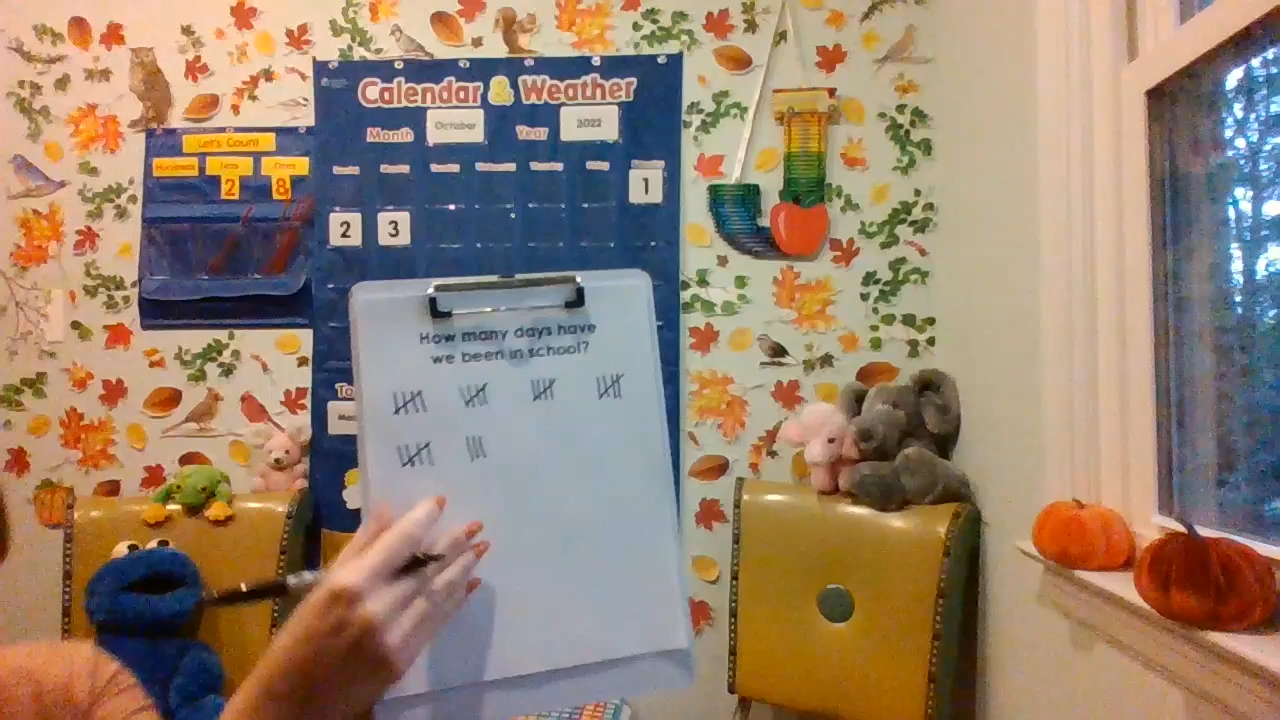 Calendar & Weather
Month October Year 2022
Let's Count
Hundreds Tens Ones
2 8
1
2 3
How many days have
we been in school?